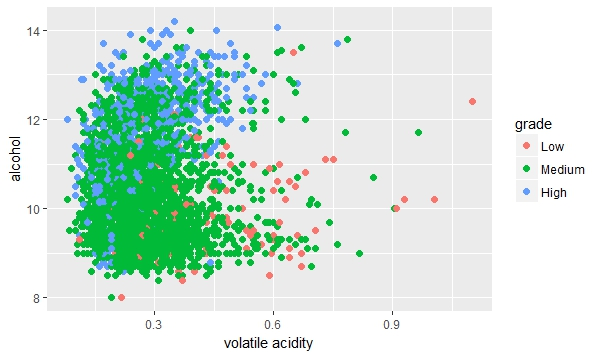 14
12
10
8
alcohol
0.3
0.6
0.9
volatile acidity
grade
Low
Medium
High